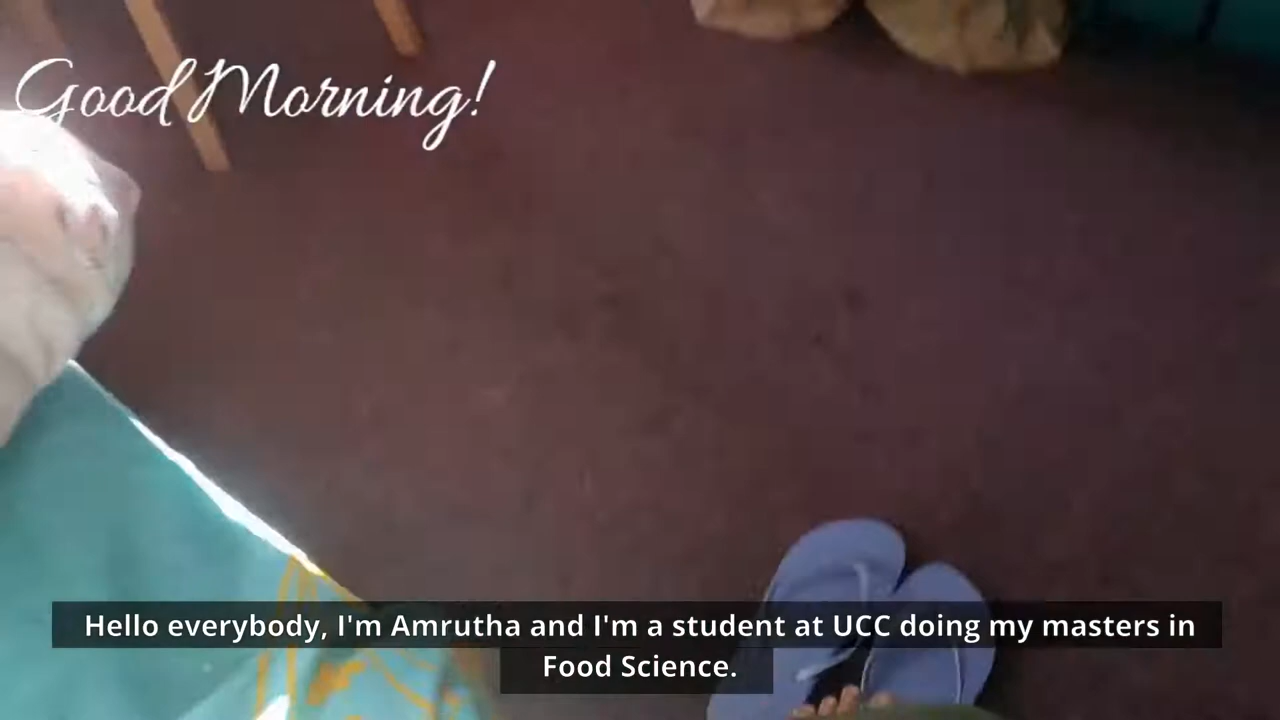 Good Morning!
Hello everybody, I'm Amrutha and I'm a student at UCC doing my masters in
Food Science.